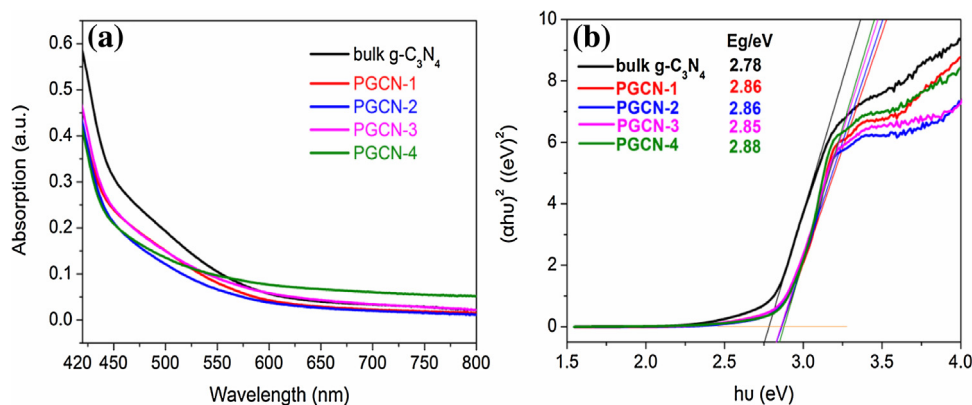 (a)
bulk g-C₃N₄
PGCN-1
PGCN-2
PGCN-3
PGCN-4
Absorption (a.u.)
0.6
0.5
0.4
0.3
0.2
0.1
0.0
420 450 500 550 600 650 700 750 800
Wavelength (nm)
(b)
Eg/eV
bulk g-C₃N₄ 2.78
PGCN-1 2.86
PGCN-2 2.86
PGCN-3 2.85
PGCN-4 2.88
(αhυ)² ((eV)²)
10
8
6
4
2
0
1.5 2.0 2.5 3.0 3.5 4.0
hυ (eV)